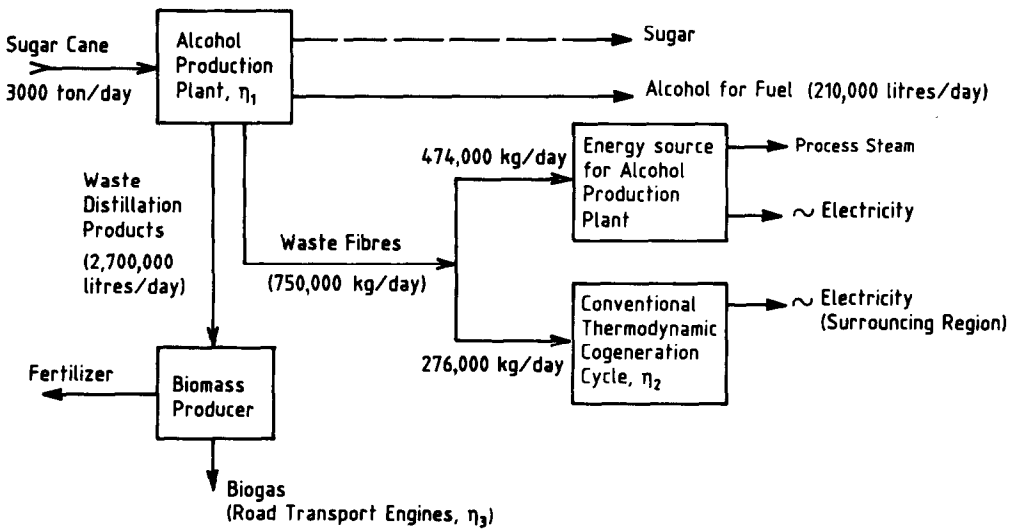 Sugar Cane
3000 ton/day
Alcohol
Production
Plant, η₁
Sugar
Alcohol for Fuel (210,000 litres/day)
Waste
Distillation
Products
(2,700,000
litres/day)
Waste Fibres
(750,000 kg/day)
474,000 kg/day
Energy source
for Alcohol
Production
Plant
Process Steam
~ Electricity
276,000 kg/day
Conventional
Thermodynamic
Cogeneration
Cycle, η₂
~ Electricity
(Surrouncing Region)
Fertilizer
Biomass
Producer
Biogas
(Road Transport Engines, η₃)